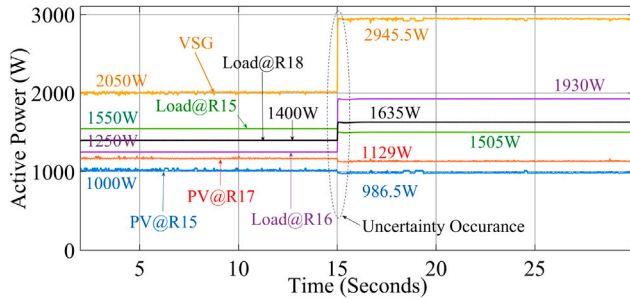 3000
2945.5W
VSG
2050W
Load@R18
1930W
2000
Load@R15
1550W
1400W
1635W
1250W
1505W
1129W
1000
1000W
PV@R17
986.5W
PV@R15
Load@R16
Uncertainty Occurance
0
5
10
15
20
25
Time (Seconds)
Active Power (W)